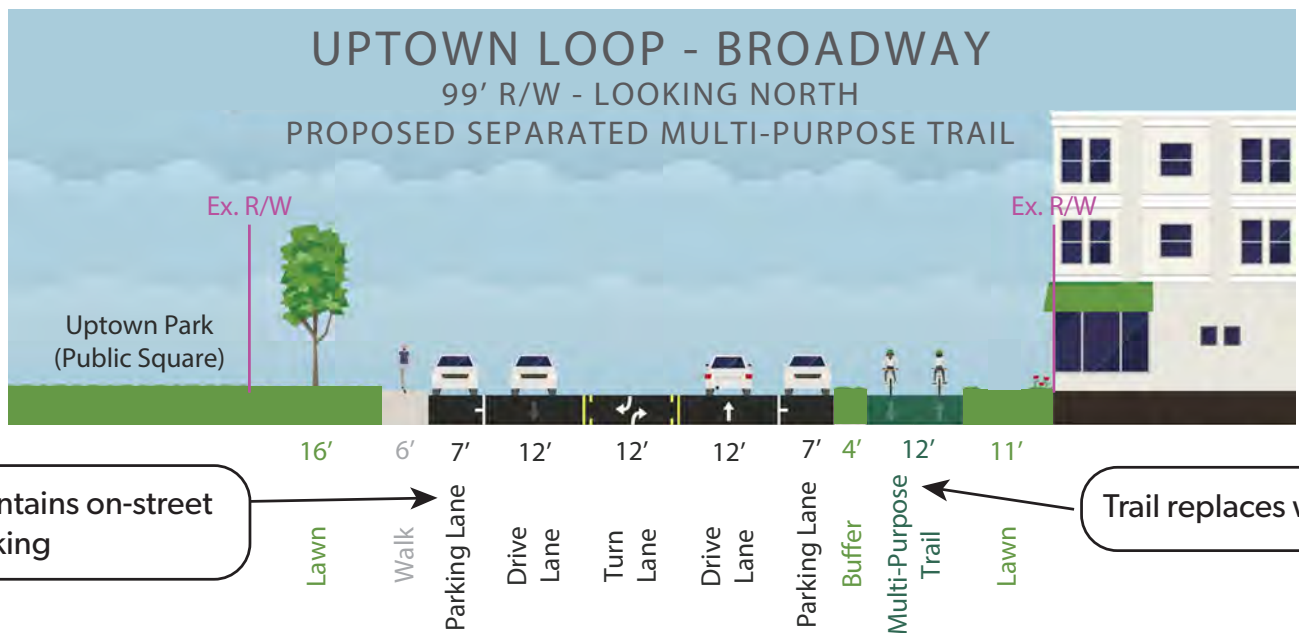 UPTOWN LOOP - BROADWAY
99’ R/W - LOOKING NORTH
PROPOSED SEPARATED MULTI-PURPOSE TRAIL
Ex. R/W
Ex. R/W
Uptown Park
(Public Square)
16’ 6’ 7’ 12’ 12’ 12’ 7’ 4’ 12’ 11’
on-street
Trail replaces
Lawn
Walk
Parking Lane
Drive
Lane
Turn
Lane
Drive
Lane
Parking Lane
Buffer
Multi-Purpose
Trail
Lawn